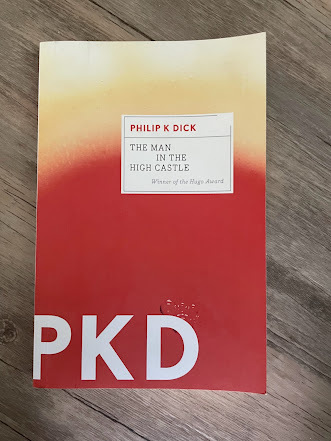 PHILIP K DICK
THE MAN
IN THE
HIGH CASTLE
Winner of the Hugo Award
PKD